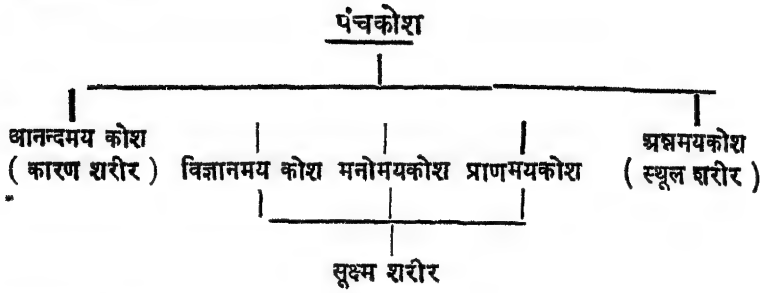 पंचकोश
आनन्दमय कोश
( कारण शरीर )
विज्ञानमय कोश मनोमयकोश प्राणमयकोश
अन्नमयकोश
( स्थूल शरीर )
सूक्ष्म शरीर